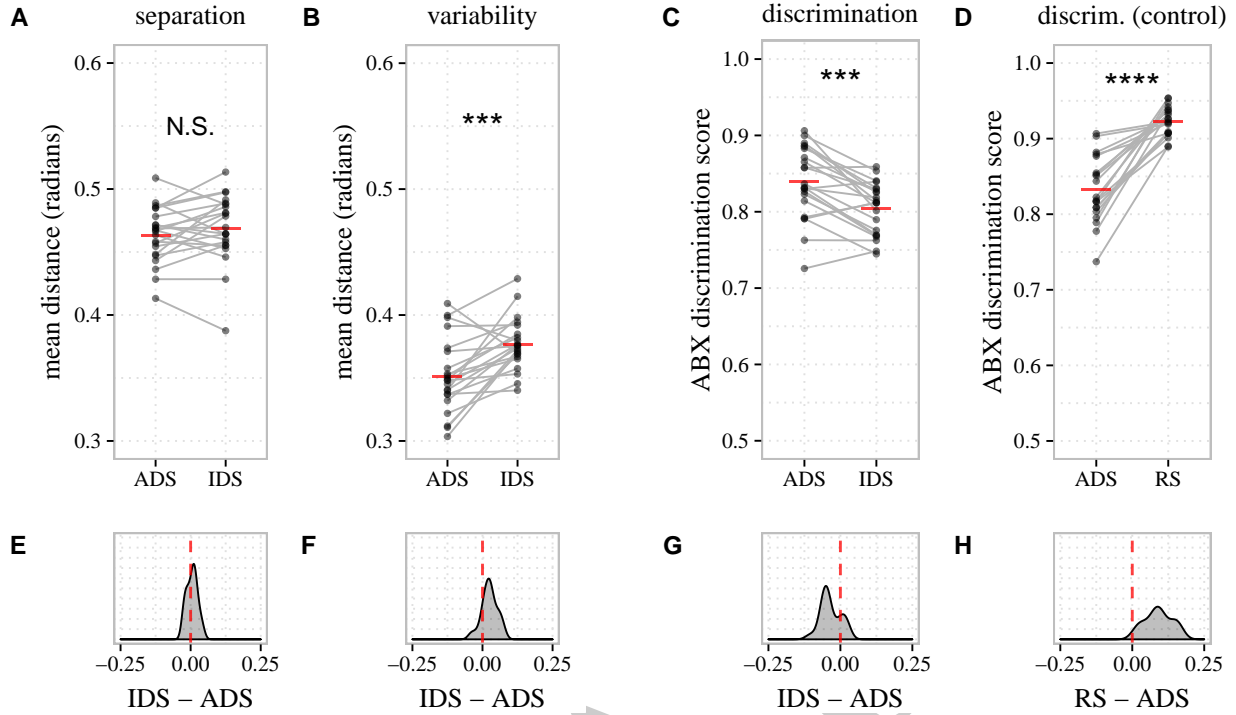 A
separation
B
variability
C
discrimination
D
discrim. (control)
mean distance (radians)
0.6
0.5
0.4
0.3
N.S.
ADS
IDS
mean distance (radians)
0.6
0.5
0.4
0.3
***
ADS
IDS
ABX discrimination score
1.0
0.9
0.8
0.7
0.6
0.5
***
ADS
IDS
ABX discrimination score
1.0
0.9
0.8
0.7
0.6
0.5
****
ADS
RS
E
−0.25
0.00
0.25
IDS − ADS
F
−0.25
0.00
0.25
IDS − ADS
G
−0.25
0.00
0.25
IDS − ADS
H
−0.25
0.00
0.25
RS − ADS